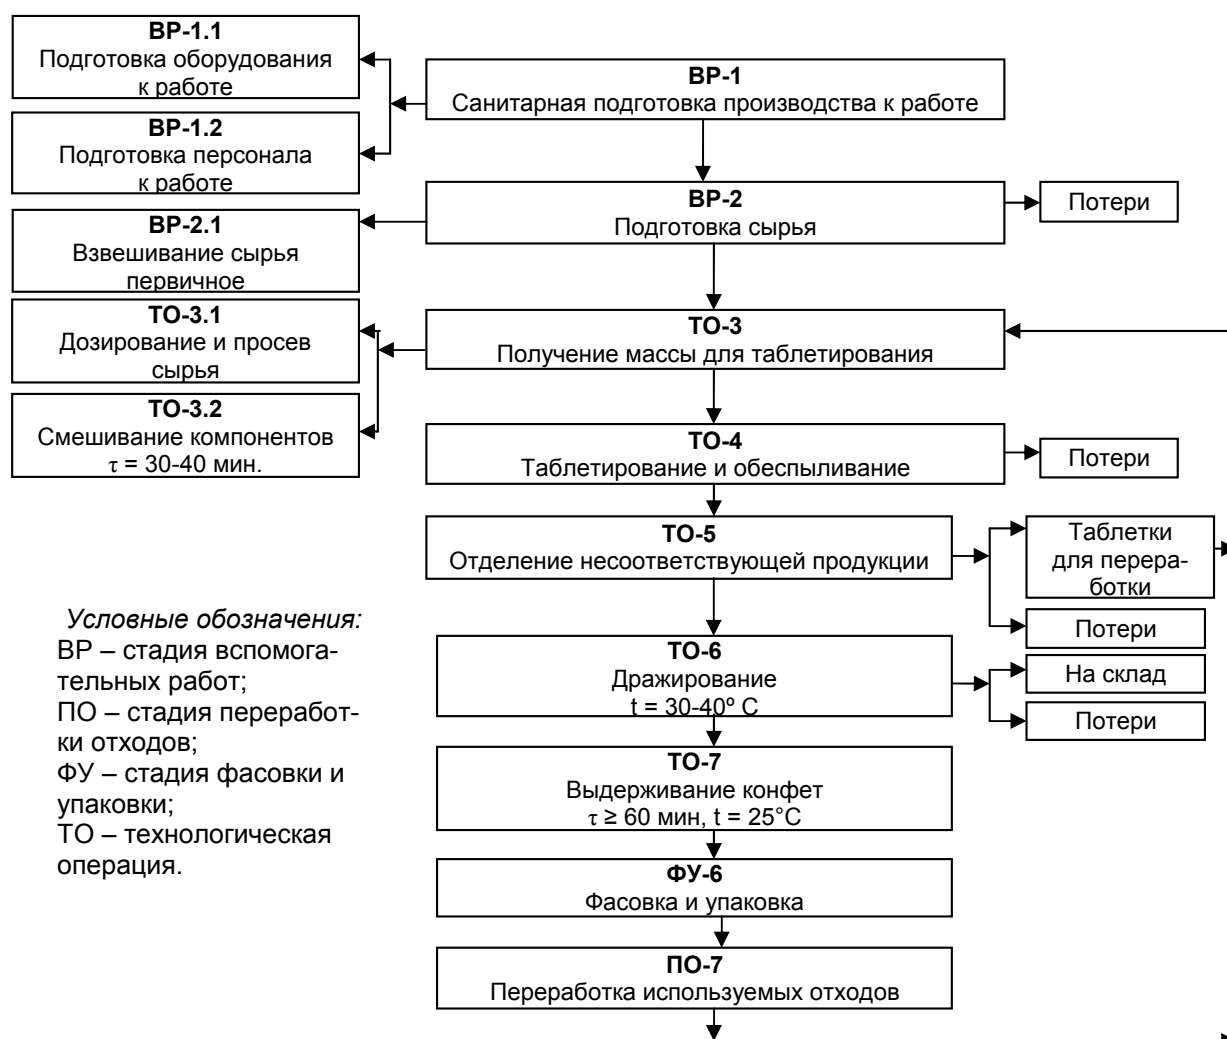 ВР-1.1
Подготовка оборудования
к работе
ВР-1
Санитарная подготовка производства к работе
ВР-1.2
Подготовка персонала
к работе
ВР-2
Подготовка сырья
Потери
ВР-2.1
Взвешивание сырья
первичное
ТО-3.1
Дозирование и просев
сырья
ТО-3
Получение массы для таблетирования
ТО-3.2
Смешивание компонентов
τ = 30-40 мин.
ТО-4
Таблетирование и обеспыливание
Потери
ТО-5
Отделение несоответствующей продукции
Таблетки
для перера-
ботки
Потери
Условные обозначения:
ВР – стадия вспомога-
тельных работ;
ПО – стадия переработ-
ки отходов;
ФУ – стадия фасовки и
упаковки;
ТО – технологическая
операция.
ТО-6
Дражирование
t = 30-40º С
На склад
Потери
ТО-7
Выдерживание конфет
τ ≥ 60 мин, t = 25°С
ФУ-6
Фасовка и упаковка
ПО-7
Переработка используемых отходов